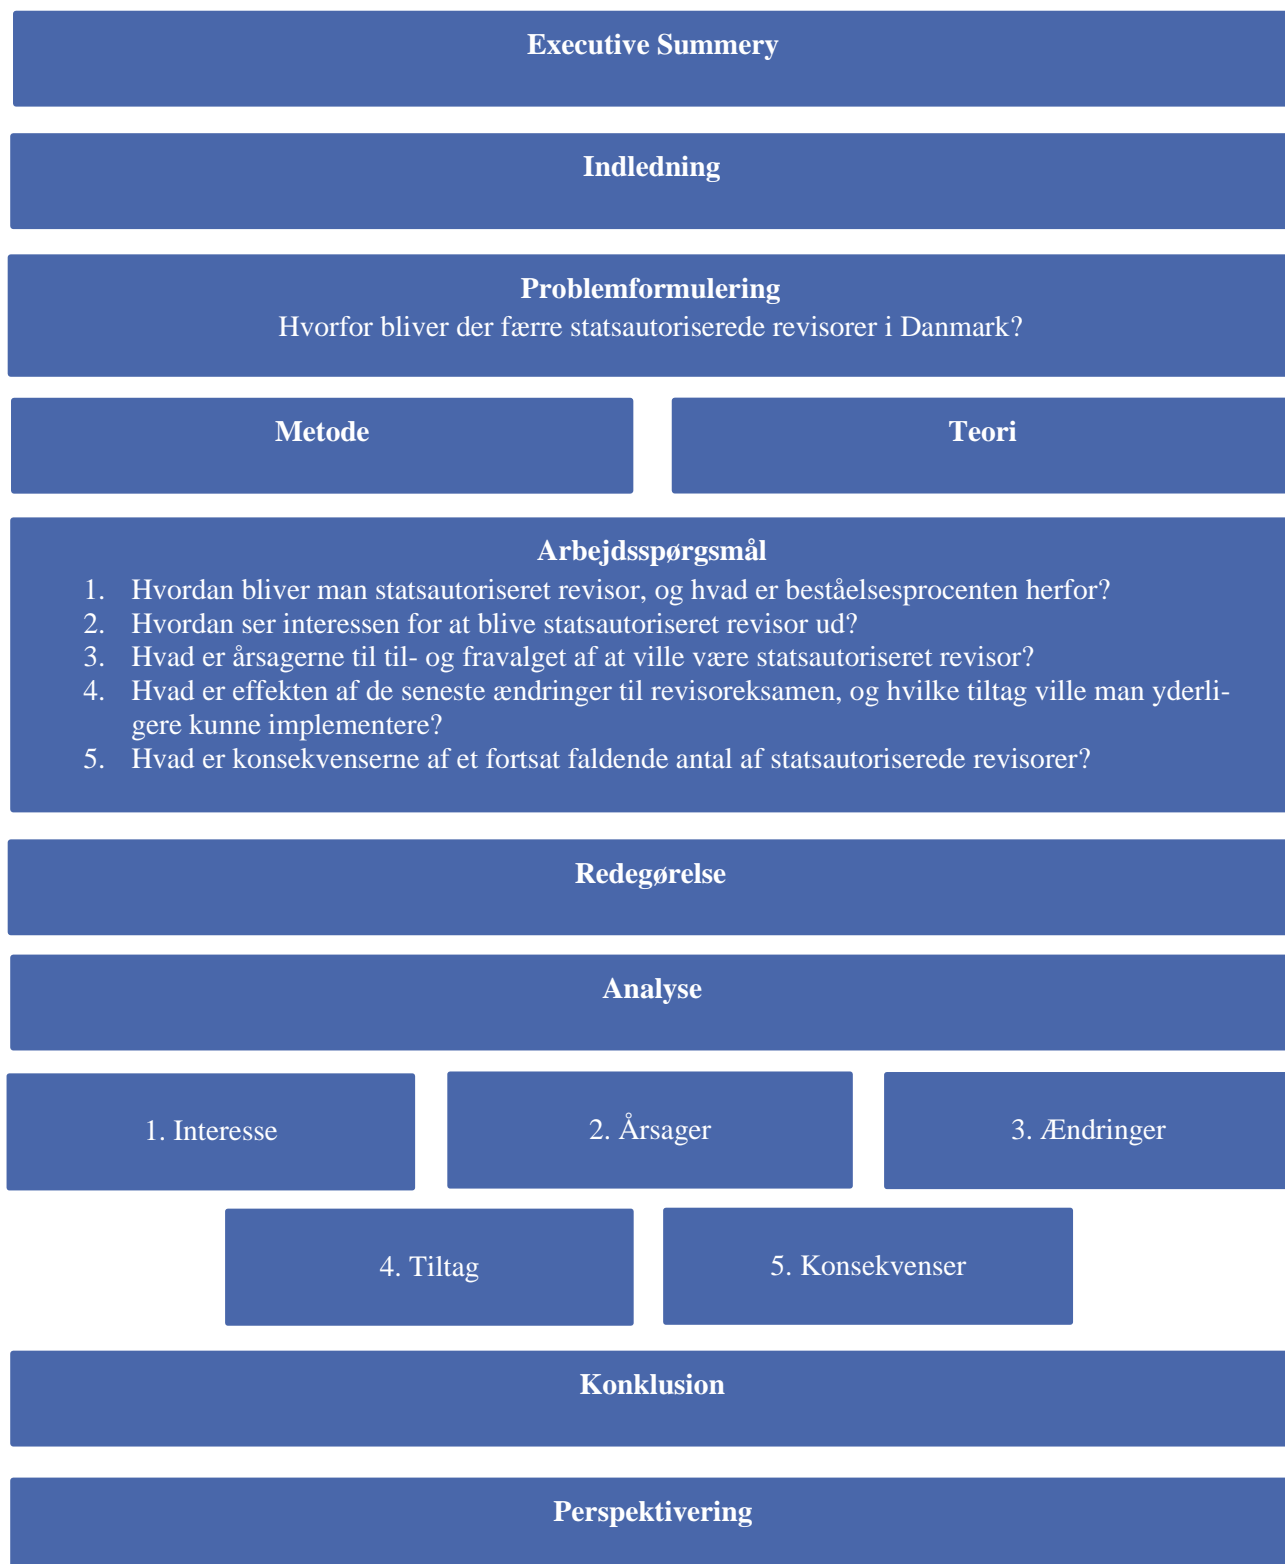 Executive Summery
Indledning
Problemformulering
Hvorfor bliver der færre statsautoriserede revisorer i Danmark?
Metode
Teori
Arbejdsspørgsmål
1. Hvordan bliver man statsautoriseret revisor, og hvad er beståelsesprocenten herfor?
2. Hvordan ser interessen for at blive statsautoriseret revisor ud?
3. Hvad er årsagerne til til- og fravalget af at ville være statsautoriseret revisor?
4. Hvad er effekten af de seneste ændringer til revisoreksamen, og hvilke tiltag ville man yderli-
gere kunne implementere?
5. Hvad er konsekvenserne af et fortsat faldende antal af statsautoriserede revisorer?
Redegørelse
Analyse
1. Interesse
2. Årsager
3. Ændringer
4. Tiltag
5. Konsekvenser
Konklusion
Perspektivering